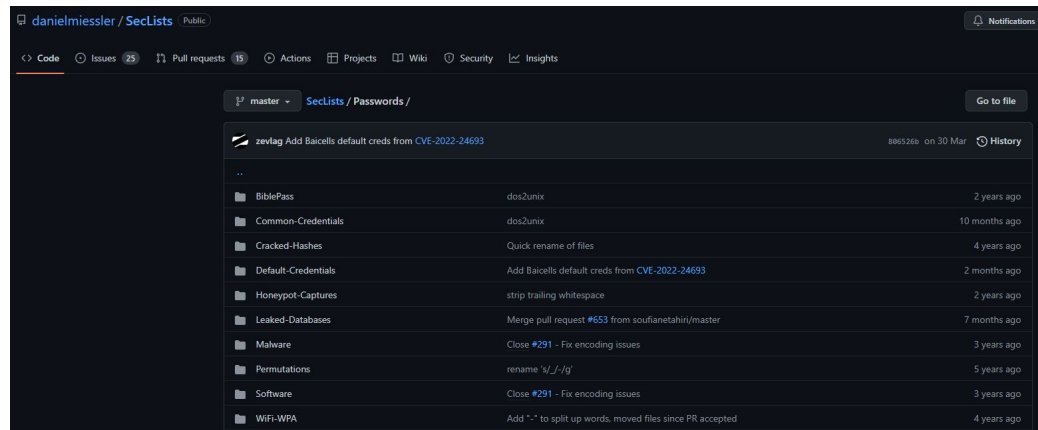 danielmiessler / SecLists Public Notifications
<> Code Issues 25 Pull requests 15 Actions Projects Wiki Security Insights
master SecLists / Passwords / Go to file
zevlag Add Baicells default creds from CVE-2022-24693 806526b on 30 Mar History
..
BiblePass dos2unix 2 years ago
Common-Credentials dos2unix 10 months ago
Cracked-Hashes Quick rename of files 4 years ago
Default-Credentials Add Baicells default creds from CVE-2022-24693 2 months ago
Honeypot-Captures strip trailing whitespace 2 years ago
Leaked-Databases Merge pull request #653 from soufianetahiri/master 7 months ago
Malware Close #291 - Fix encoding issues 3 years ago
Permutations rename 's/_/-/g' 5 years ago
Software Close #291 - Fix encoding issues 3 years ago
WiFi-WPA Add "-" to split up words, moved files since PR accepted 4 years ago